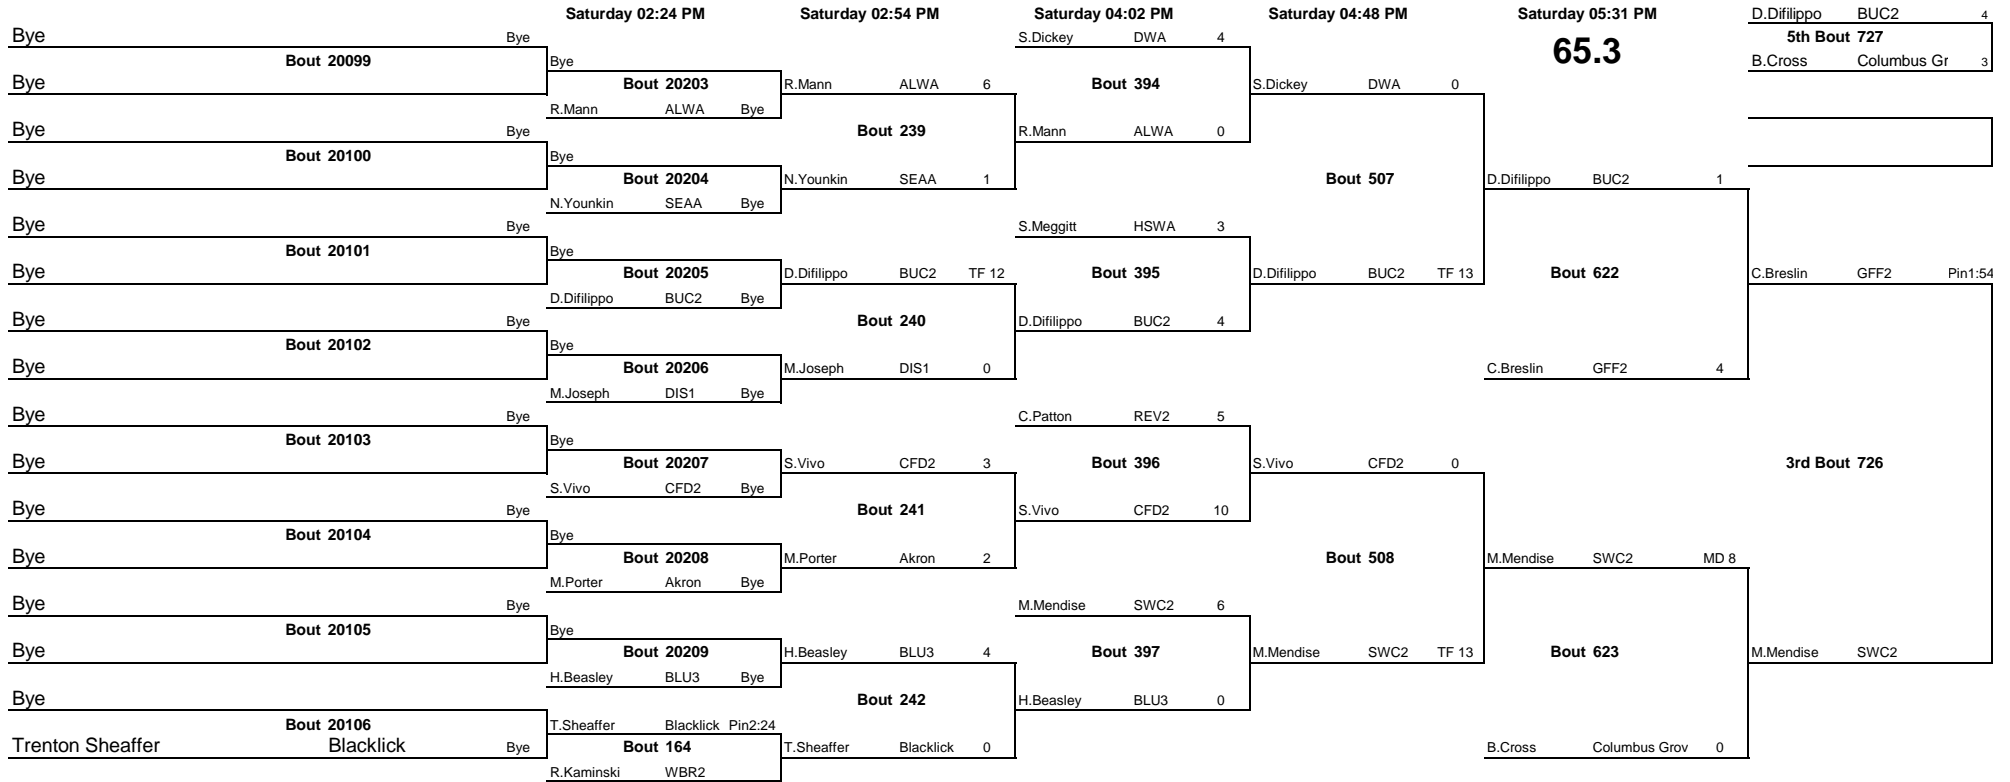 Saturday 02:24 PM Saturday 02:54 PM Saturday 04:02 PM Saturday 04:48 PM Saturday 05:31 PM D.Difilippo BUC2 4
Bye Bye S.Dickey DWA 4 65.3 5th Bout 727
Bout 20099 Bye B.Cross Columbus Gr 3
Bye Bout 20203 R.Mann ALWA 6 Bout 394 S.Dickey DWA 0
R.Mann ALWA Bye
Bye Bye Bout 239 R.Mann ALWA 0
Bout 20100 Bye
Bye Bout 20204 N.Younkin SEAA 1 Bout 507 D.Difilippo BUC2 1
N.Younkin SEAA Bye
Bye Bye S.Meggitt HSWA 3
Bout 20101 Bye
Bye Bout 20205 D.Difilippo BUC2 TF 12 Bout 395 D.Difilippo BUC2 TF 13 Bout 622 C.Breslin GFF2 Pin1:54
D.Difilippo BUC2 Bye
Bye Bye Bout 240 D.Difilippo BUC2 4
Bout 20102 Bye
Bye Bout 20206 M.Joseph DIS1 0 C.Breslin GFF2 4
M.Joseph DIS1 Bye
Bye Bye C.Patton REV2 5
Bout 20103 Bye
Bye Bout 20207 S.Vivo CFD2 3 Bout 396 S.Vivo CFD2 0 3rd Bout 726
S.Vivo CFD2 Bye
Bye Bye Bout 241 S.Vivo CFD2 10
Bout 20104 Bye
Bye Bout 20208 M.Porter Akron 2 Bout 508 M.Mendise SWC2 MD 8
M.Porter Akron Bye
Bye Bye M.Mendise SWC2 6
Bout 20105 Bye
Bye Bout 20209 H.Beasley BLU3 4 Bout 397 M.Mendise SWC2 TF 13 Bout 623 M.Mendise SWC2
H.Beasley BLU3 Bye
Bye Bye Bout 242 H.Beasley BLU3 0
Bout 20106 T.Sheaffer Blacklick Pin2:24
Trenton Sheaffer Blacklick Bye Bout 164 T.Sheaffer Blacklick 0 B.Cross Columbus Grov 0
R.Kaminski WBR2